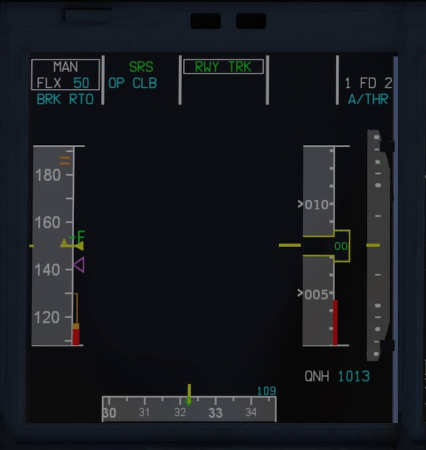 MAN SRS RWY TRK
FLX 50 OP CLB 1 FD 2
BRK RTO A/THR
180
>010
160
F
00
140
>005
120
QNH 1013
109
30 31 32 33 34